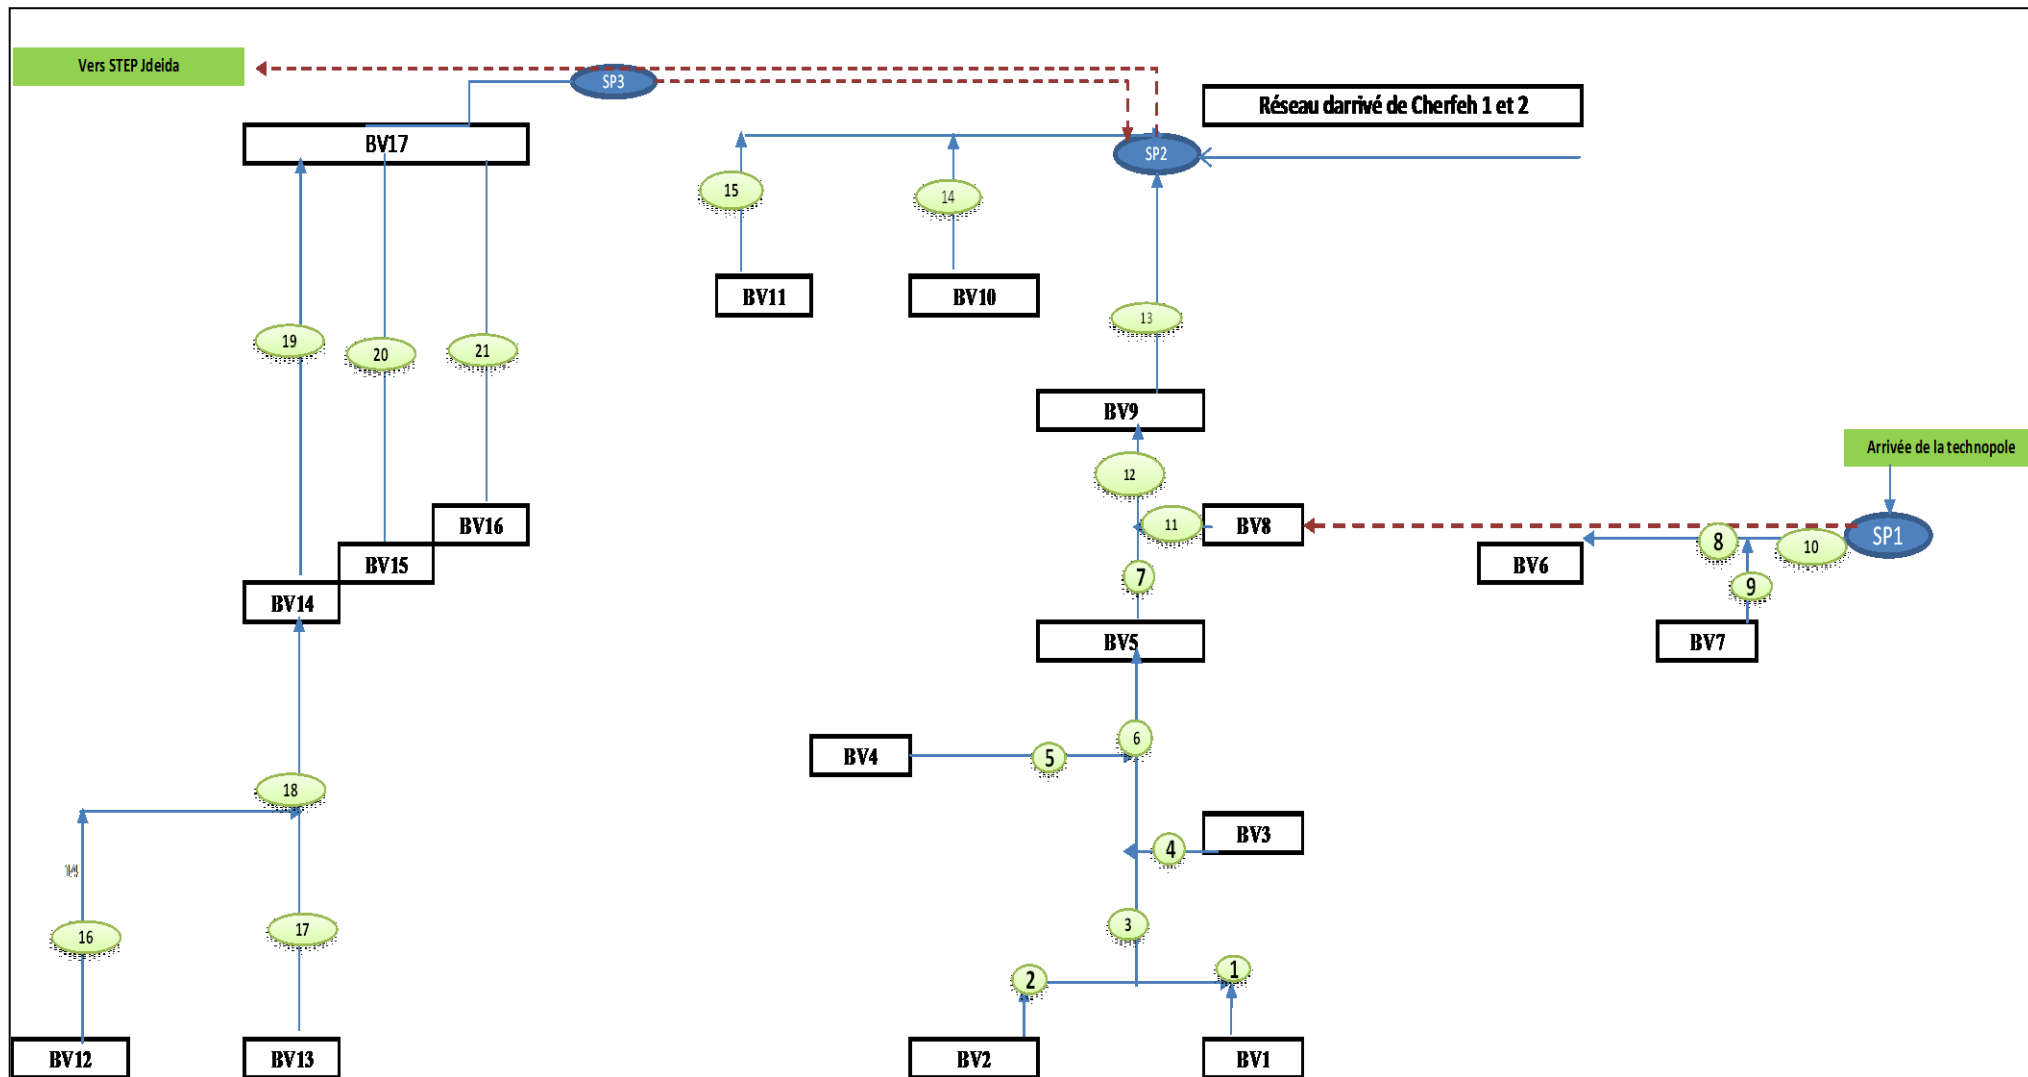 Vers STEP Jdeida
SP3
Réseau darrivé de Cherfeh 1 et 2
BV17
SP2
15
14
BV11
BV10
13
19
20
21
BV9
Arrivée de la technopole
12
BV16
11
BV8
SP1
8
10
BV15
BV6
7
9
BV14
BV5
BV7
6
BV4
5
18
BV3
4
14
16
17
3
2
1
BV12
BV13
BV2
BV1